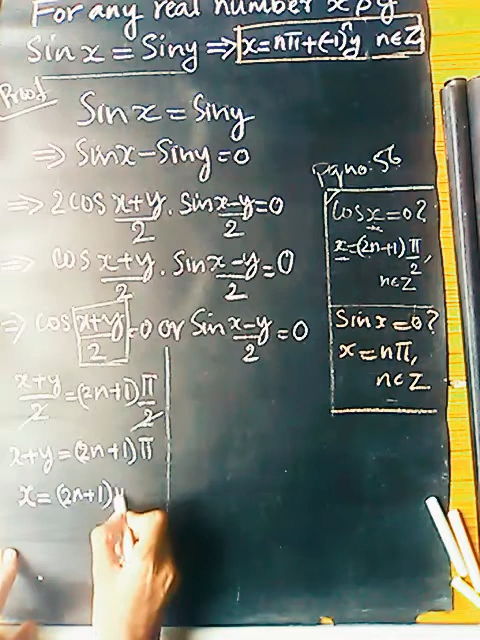 For any real number x & y
Sin x = Sin y ⇒ x = nπ + (-1)ⁿ y, n∈Z
Proof
Sin x = Sin y
⇒ Sin x - Sin y = 0
⇒ 2 Cos x+y/2 . Sin x-y/2 = 0
⇒ Cos x+y/2 . Sin x-y/2 = 0
⇒ Cos x+y/2 = 0 or Sin x-y/2 = 0
x+y/2 = (2n+1) π/2
x+y = (2n+1) π
x = (2n+1)
pg no. 56
Cos x = 0 ?
x = (2n+1) π/2,
n∈Z
Sin x = 0 ?
x = nπ,
n∈Z